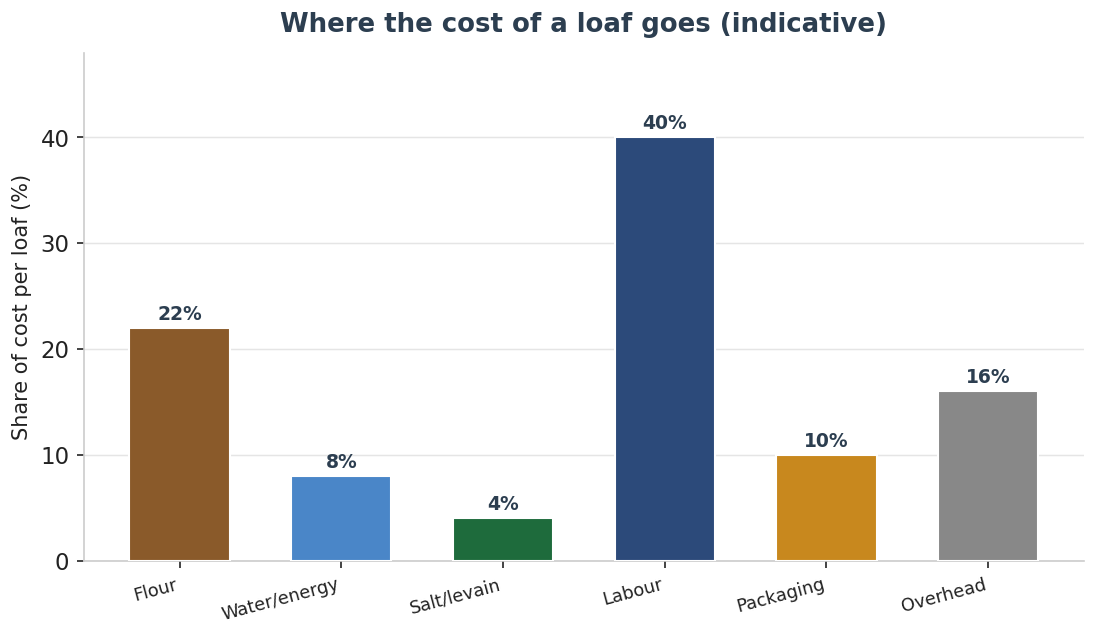 Where the cost of a loaf goes (indicative)
Share of cost per loaf (%)
40
30
20
10
0
22%
8%
4%
40%
10%
16%
Flour
Water/energy
Salt/levain
Labour
Packaging
Overhead